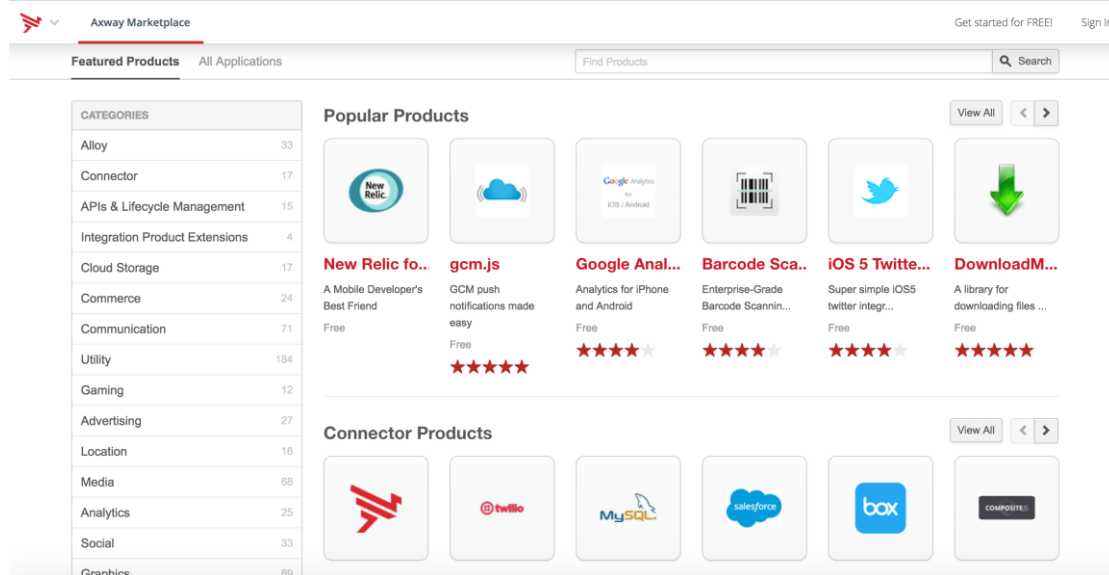 Axway Marketplace
Get started for FREE!
Sign In
Featured Products
All Applications
Find Products
Search
CATEGORIES
Alloy 33
Connector 17
APIs & Lifecycle Management 15
Integration Product Extensions 4
Cloud Storage 17
Commerce 24
Communication 71
Utility 184
Gaming 12
Advertising 27
Location 16
Media 68
Analytics 25
Social 33
Graphics 69
Popular Products
View All
New
Relic.
Google Analytics
for
iOS / Android
New Relic fo...
A Mobile Developer's
Best Friend
Free
gcm.js
GCM push
notifications made
easy
Free
Google Anal...
Analytics for iPhone
and Android
Free
Barcode Sca...
Enterprise-Grade
Barcode Scannin...
Free
iOS 5 Twitte...
Super simple iOS5
twitter integr...
Free
DownloadM...
A library for
downloading files ...
Free
Connector Products
View All
twilio
MySQL
salesforce
box
COMPOSITEJS